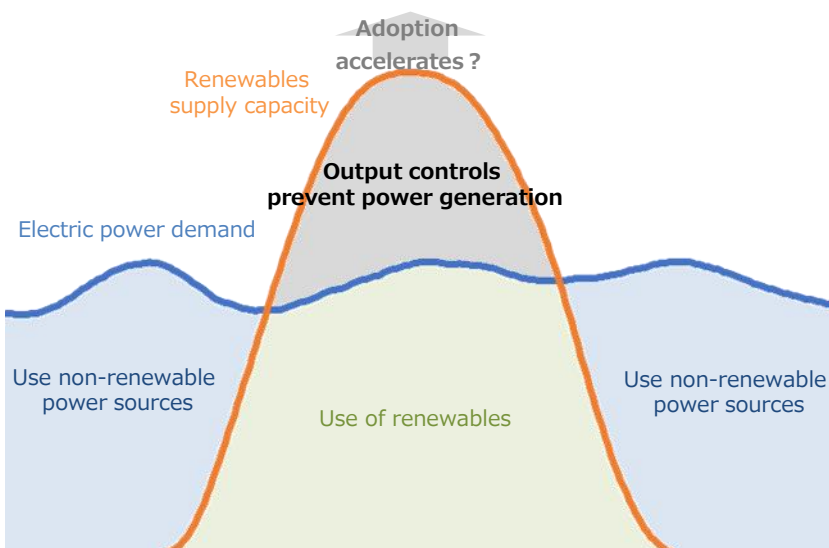 Adoption
accelerates？
Renewables
supply capacity
Output controls
prevent power generation
Electric power demand
Use non-renewable
power sources
Use of renewables
Use non-renewable
power sources